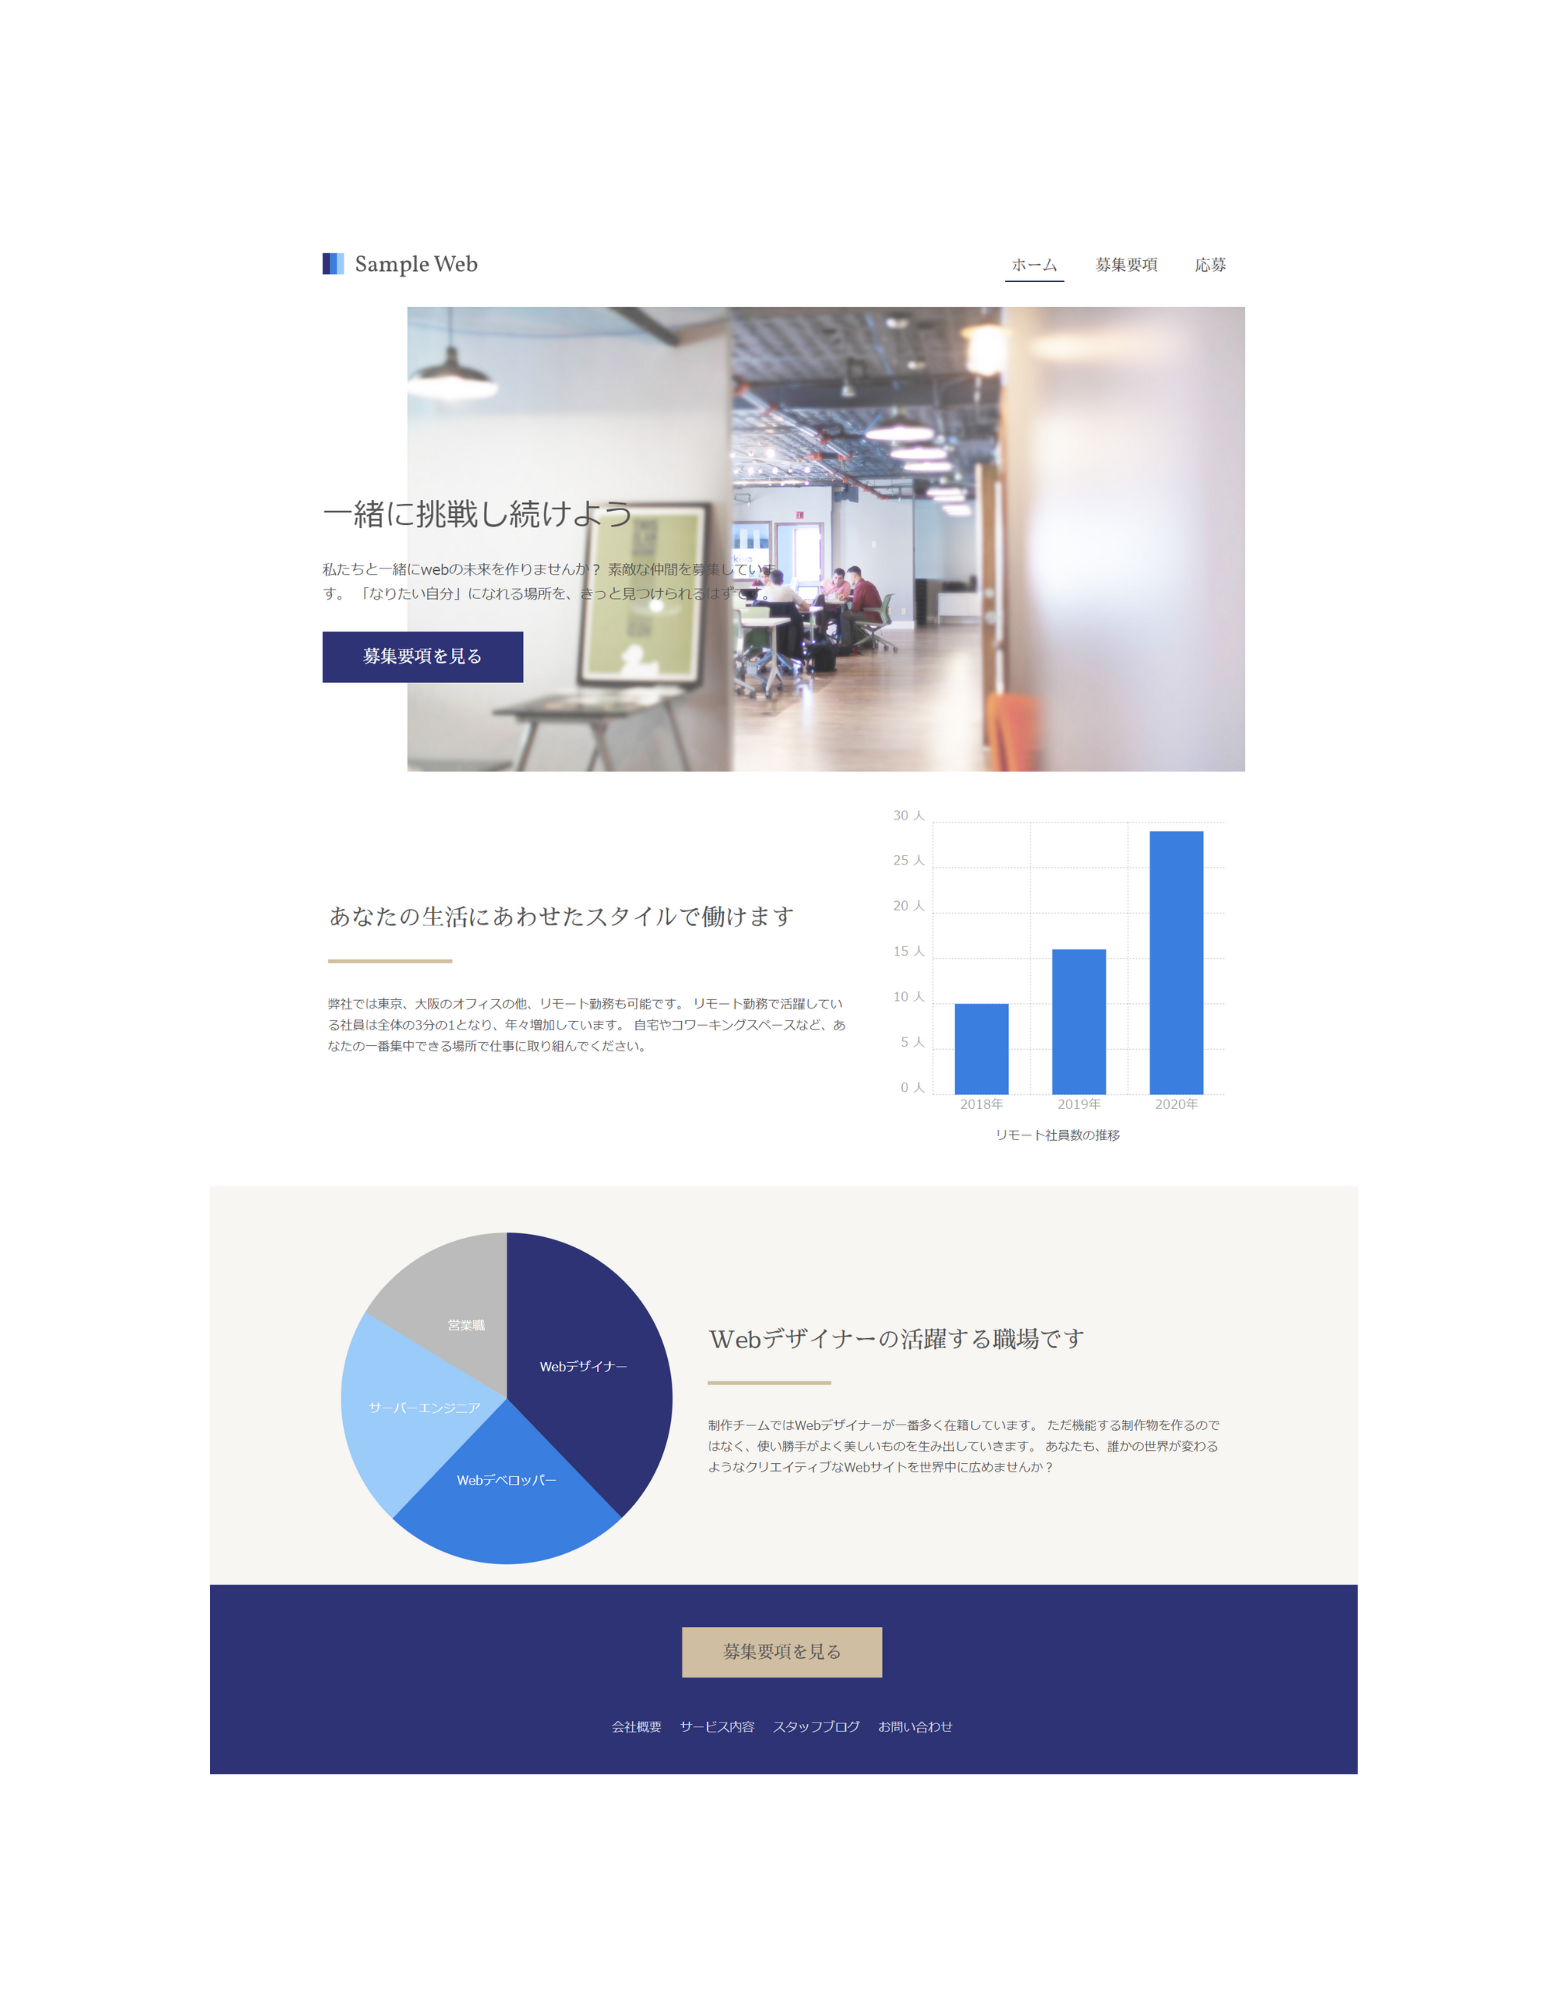 Sample Web
ホーム
募集要項
応募
一緒に挑戦し続けよう
私たちと一緒にwebの未来を作りませんか？ 素敵な仲間を募集していま
す。 「なりたい自分」になれる場所を、きっと見つけられるはずです。
募集要項を見る
あなたの生活にあわせたスタイルで働けます
弊社では東京、大阪のオフィスの他、リモート勤務も可能です。 リモート勤務で活躍してい
る社員は全体の3分の1となり、年々増加しています。 自宅やコワーキングスペースなど、あ
なたの一番集中できる場所で仕事に取り組んでください。
30 人
25 人
20 人
15 人
10 人
5 人
0 人
2018年
2019年
2020年
リモート社員数の推移
営業職
Webデザイナー
サーバーエンジニア
Webデベロッパー
Webデザイナーの活躍する職場です
制作チームではWebデザイナーが一番多く在籍しています。 ただ機能する制作物を作るので
はなく、使い勝手がよく美しいものを生み出していきます。 あなたも、誰かの世界が変わる
ようなクリエイティブなWebサイトを世界中に広めませんか？
募集要項を見る
会社概要
サービス内容
スタッフブログ
お問い合わせ